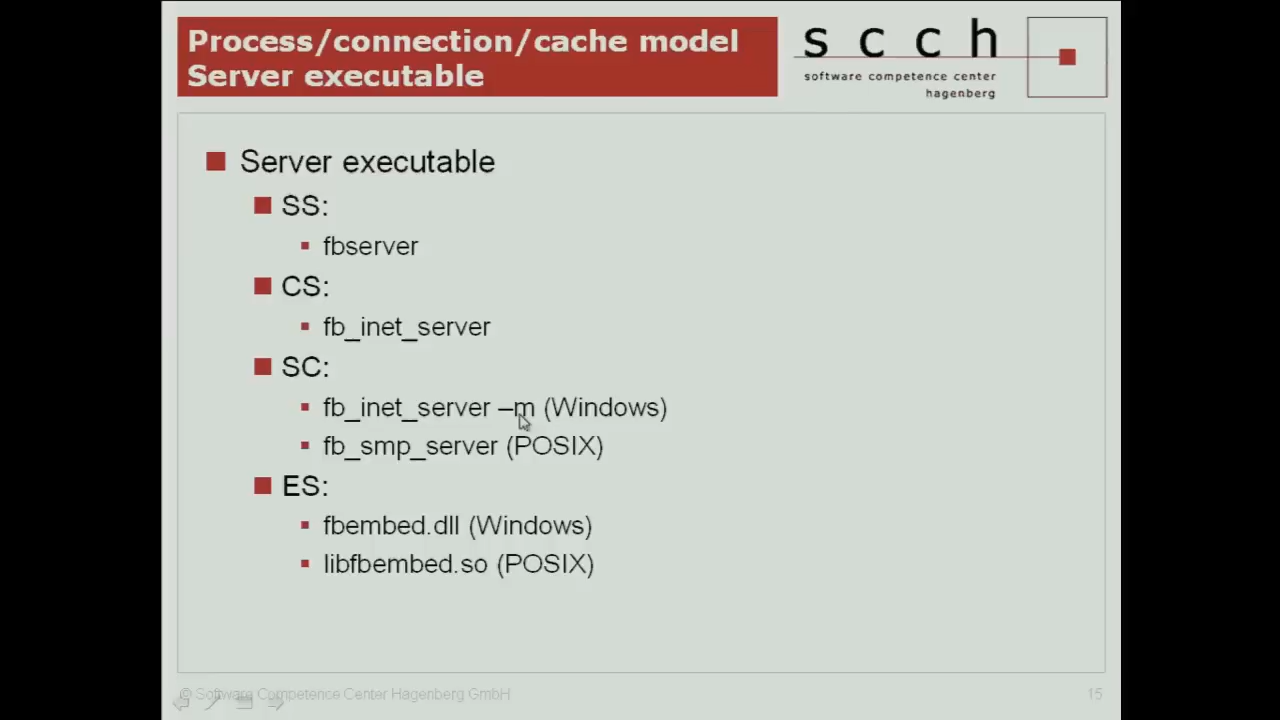 Process/connection/cache model
Server executable
scch
software competence center
hagenberg
Server executable
SS:
fbserver
CS:
fb_inet_server
SC:
fb_inet_server –m (Windows)
fb_smp_server (POSIX)
ES:
fbembed.dll (Windows)
libfbembed.so (POSIX)
© Software Competence Center Hagenberg GmbH
15